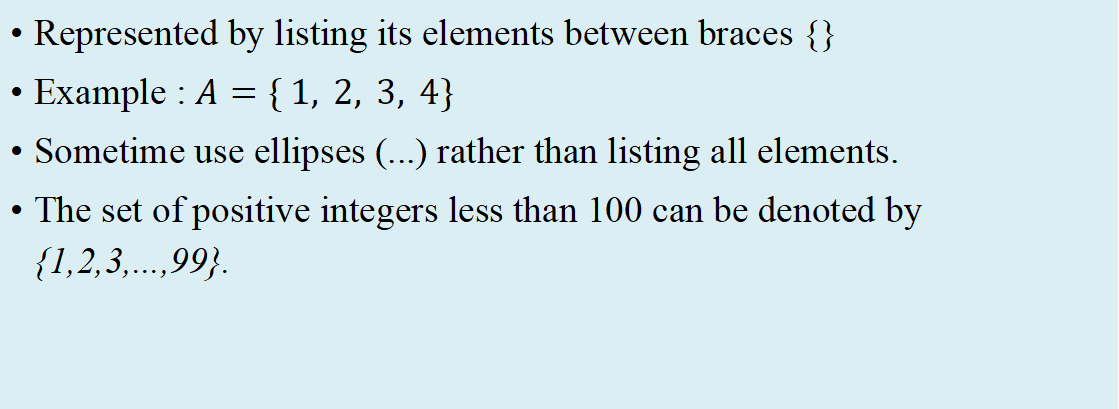 • Represented by listing its elements between braces {}
• Example : A = { 1, 2, 3, 4}
• Sometime use ellipses (...) rather than listing all elements.
• The set of positive integers less than 100 can be denoted by
{1,2,3,...,99}.